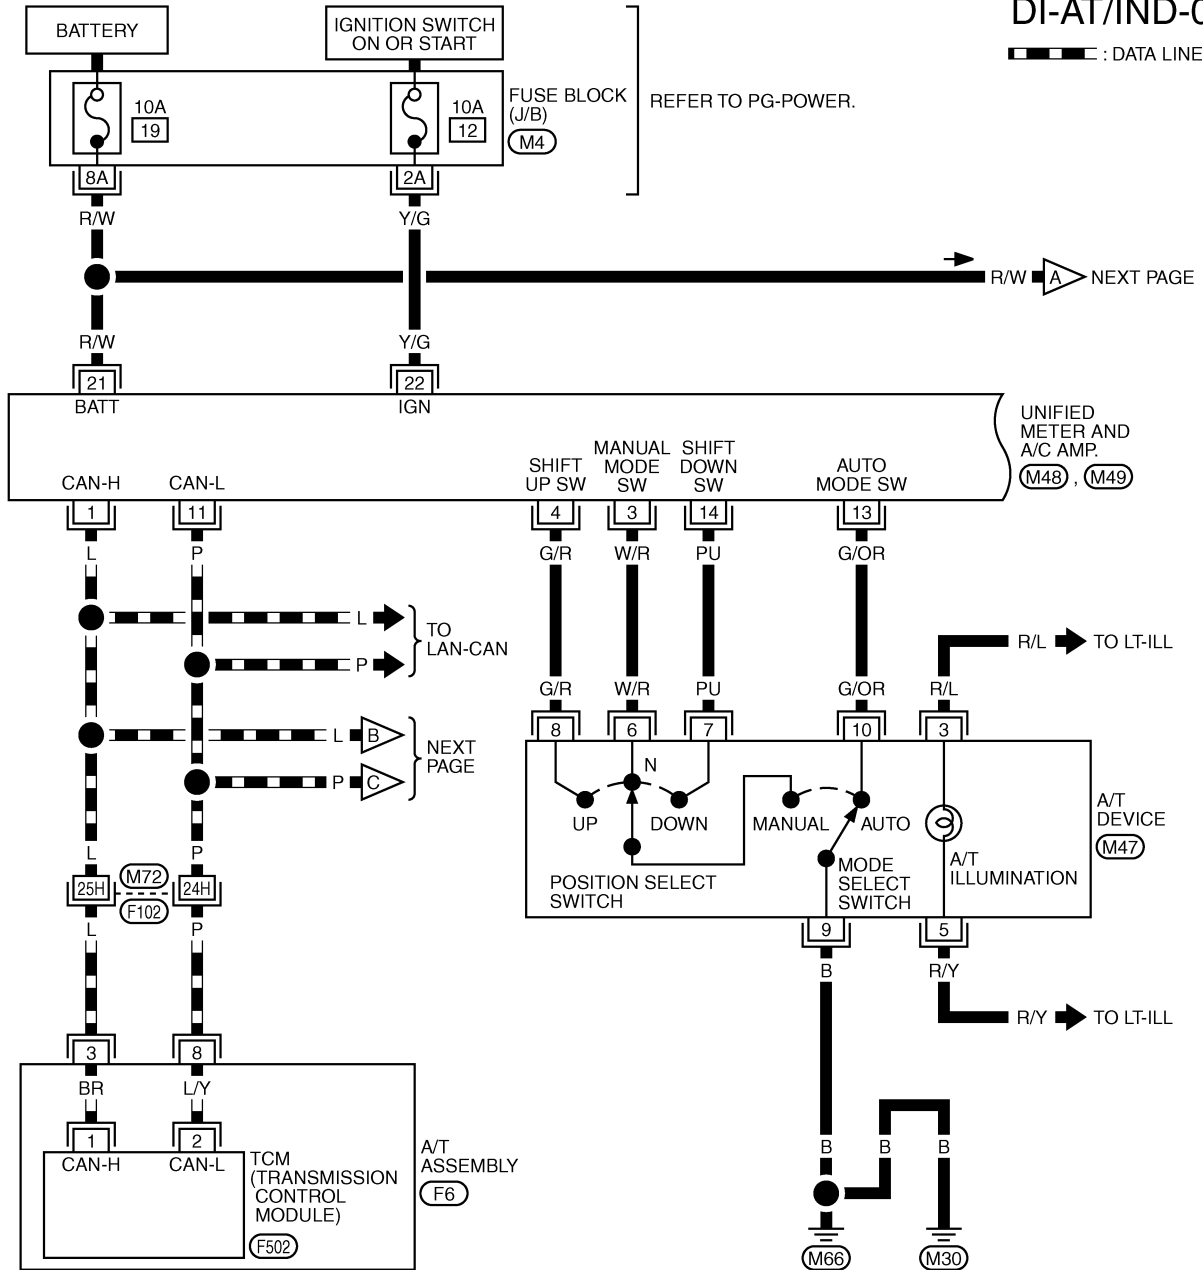 DI-AT/IND-0
: DATA LINE
BATTERY
IGNITION SWITCH
ON OR START
10A
19
10A
12
FUSE BLOCK
(J/B)
M4
REFER TO PG-POWER.
8A
2A
R/W
Y/G
R/W
A
NEXT PAGE
R/W
Y/G
21
22
BATT
IGN
UNIFIED
METER AND
A/C AMP.
M48 , M49
CAN-H
CAN-L
SHIFT
UP SW
MANUAL
MODE
SW
SHIFT
DOWN
SW
AUTO
MODE SW
1
11
4
3
14
13
L
P
G/R
W/R
PU
G/OR
L
P
TO
LAN-CAN
R/L
TO LT-ILL
G/R
W/R
PU
G/OR
R/L
8
6
7
10
3
L
B
P
C
NEXT
PAGE
N
UP
DOWN
MANUAL
AUTO
POSITION SELECT
SWITCH
MODE
SELECT
SWITCH
A/T
ILLUMINATION
A/T
DEVICE
M47
L
P
25H
M72
F102
24H
L
P
9
5
B
R/Y
R/Y
TO LT-ILL
3
8
BR
L/Y
1
2
CAN-H
CAN-L
TCM
(TRANSMISSION
CONTROL
MODULE)
F502
A/T
ASSEMBLY
F6
B
B
B
M66
M30